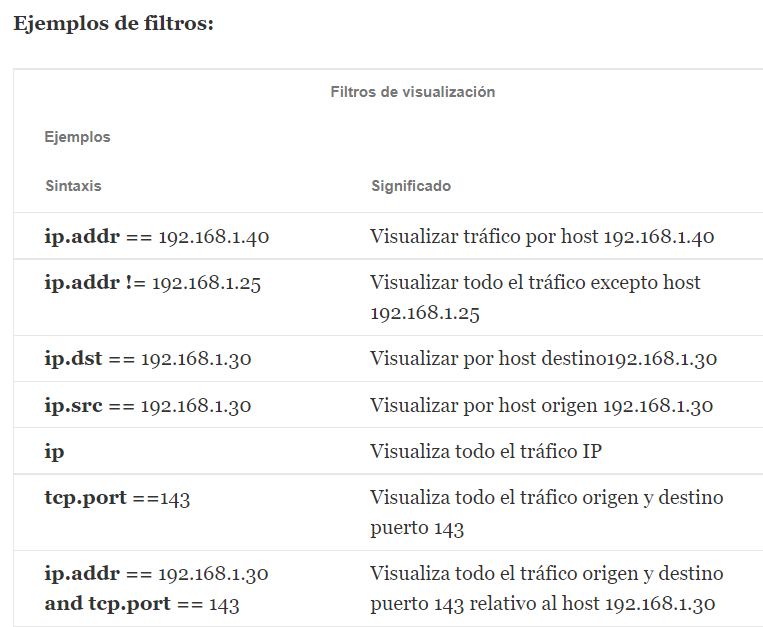 Ejemplos de filtros:
Filtros de visualización
Ejemplos
Sintaxis Significado
ip.addr == 192.168.1.40 Visualizar tráfico por host 192.168.1.40
ip.addr != 192.168.1.25 Visualizar todo el tráfico excepto host
192.168.1.25
ip.dst == 192.168.1.30 Visualizar por host destino192.168.1.30
ip.src == 192.168.1.30 Visualizar por host origen 192.168.1.30
ip Visualiza todo el tráfico IP
tcp.port ==143 Visualiza todo el tráfico origen y destino
puerto 143
ip.addr == 192.168.1.30 Visualiza todo el tráfico origen y destino
and tcp.port == 143 puerto 143 relativo al host 192.168.1.30